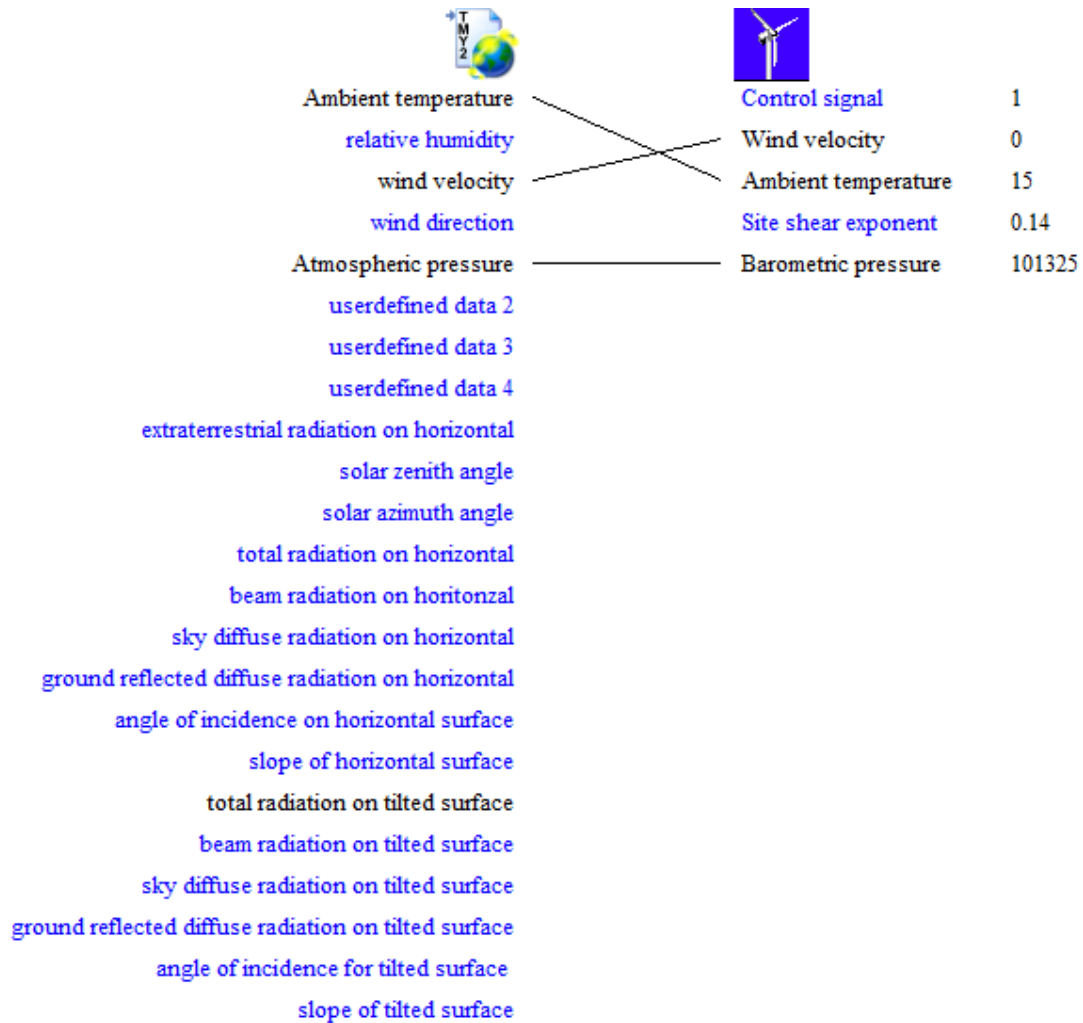 TMY2
Ambient temperature Control signal 1
relative humidity Wind velocity 0
wind velocity Ambient temperature 15
wind direction Site shear exponent 0.14
Atmospheric pressure Barometric pressure 101325
userdefined data 2
userdefined data 3
userdefined data 4
extraterrestrial radiation on horizontal
solar zenith angle
solar azimuth angle
total radiation on horizontal
beam radiation on horitonzal
sky diffuse radiation on horizontal
ground reflected diffuse radiation on horizontal
angle of incidence on horizontal surface
slope of horizontal surface
total radiation on tilted surface
beam radiation on tilted surface
sky diffuse radiation on tilted surface
ground reflected diffuse radiation on tilted surface
angle of incidence for tilted surface
slope of tilted surface